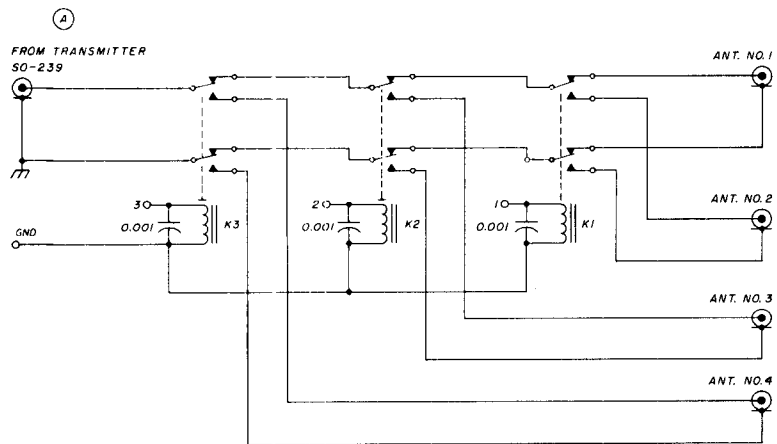 A
FROM TRANSMITTER
SO-239
ANT. NO.1
3
2
1
ANT. NO.2
0.001
K3
0.001
K2
0.001
K1
GND
ANT. NO.3
ANT. NO.4